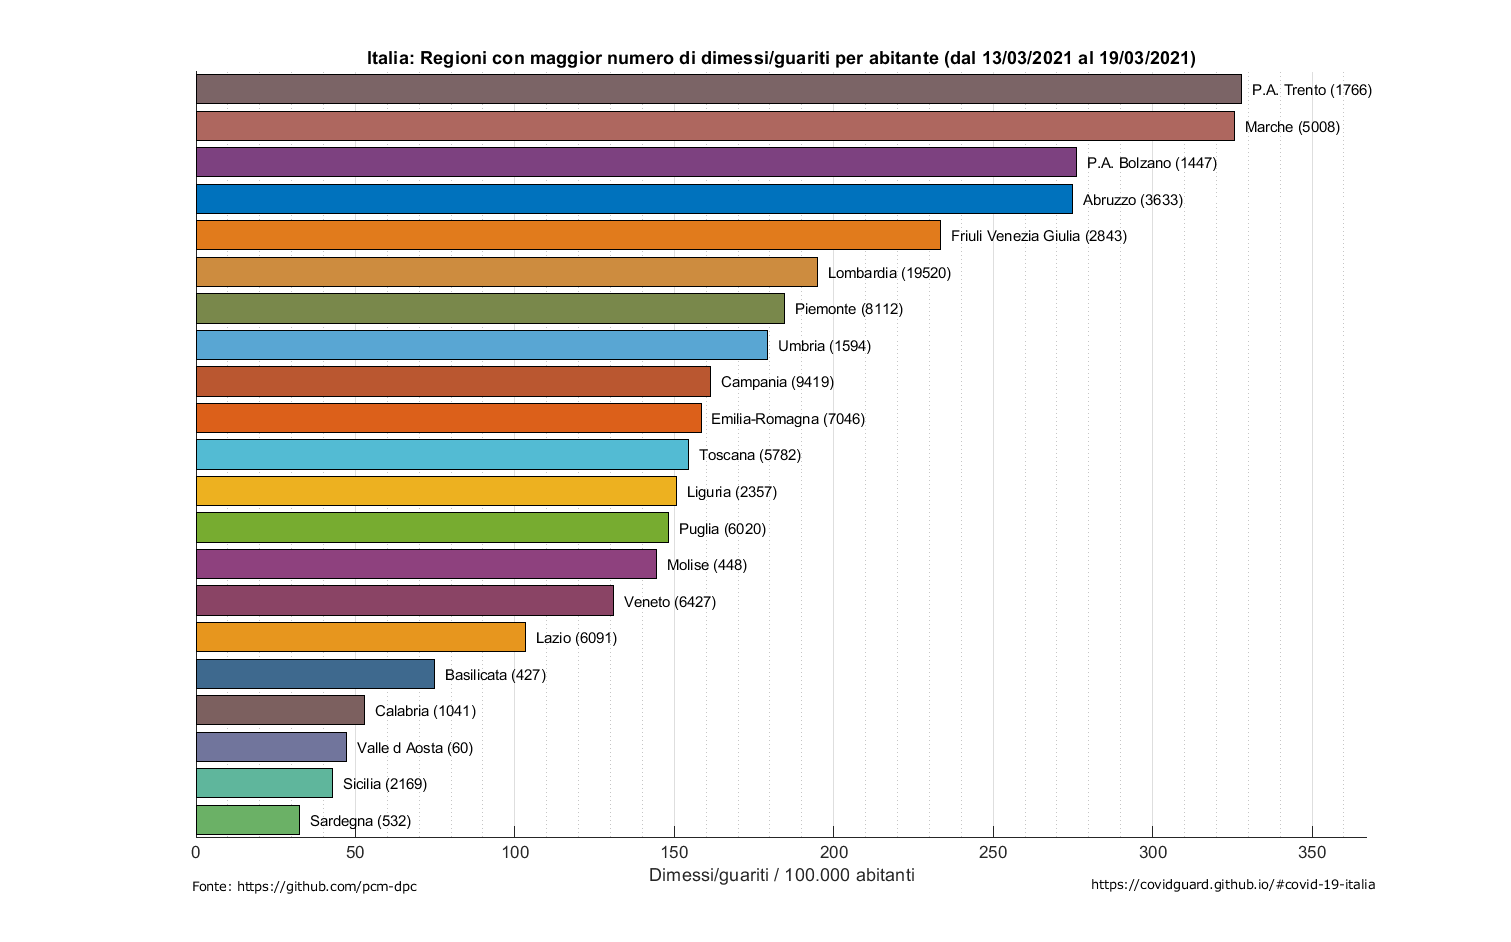 Italia: Regioni con maggior numero di dimessi/guariti per abitante (dal 13/03/2021 al 19/03/2021)
P.A. Trento (1766)
Marche (5008)
P.A. Bolzano (1447)
Abruzzo (3633)
Friuli Venezia Giulia (2843)
Lombardia (19520)
Piemonte (8112)
Umbria (1594)
Campania (9419)
Emilia-Romagna (7046)
Toscana (5782)
Liguria (2357)
Puglia (6020)
Molise (448)
Veneto (6427)
Lazio (6091)
Basilicata (427)
Calabria (1041)
Valle d Aosta (60)
Sicilia (2169)
Sardegna (532)
0 50 100 150 200 250 300 350
Dimessi/guariti / 100.000 abitanti
Fonte: https://github.com/pcm-dpc
https://covidguard.github.io/#covid-19-italia